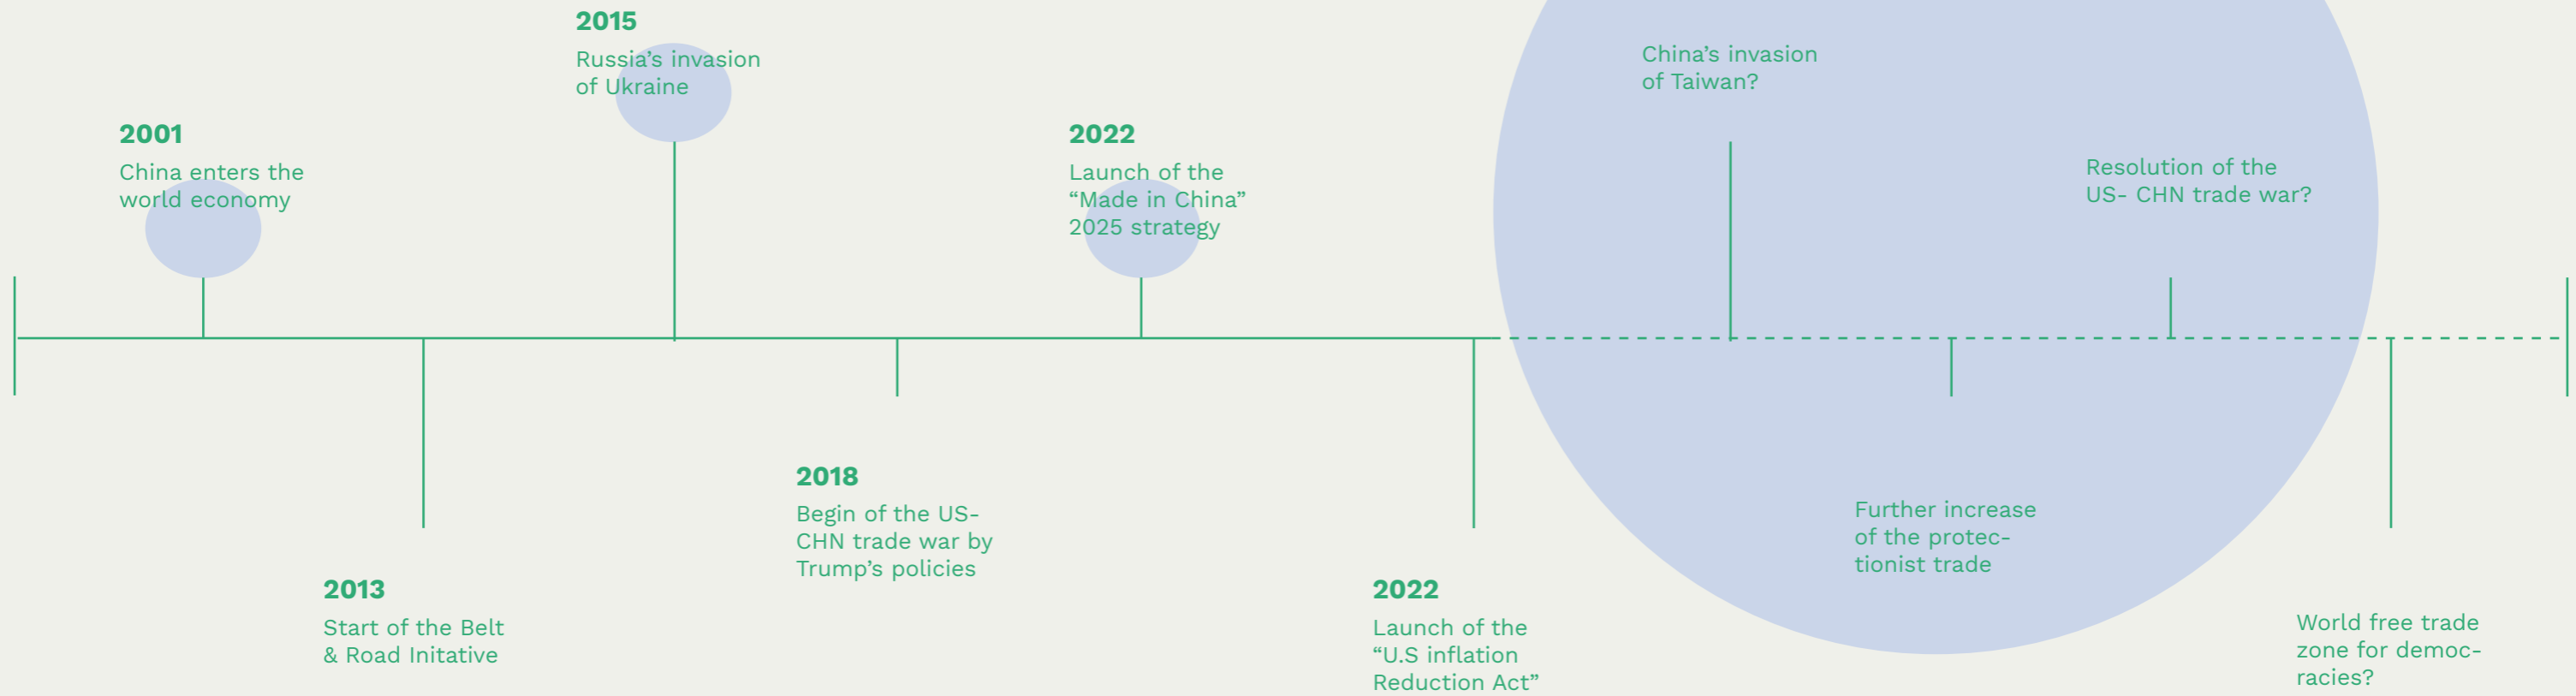 2001
China enters the
world economy
2013
Start of the Belt
& Road Initative
2015
Russia’s invasion
of Ukraine
2018
Begin of the US-
CHN trade war by
Trump’s policies
2022
Launch of the
“Made in China”
2025 strategy
2022
Launch of the
“U.S inflation
Reduction Act”
China’s invasion
of Taiwan?
Further increase
of the protec-
tionist trade
Resolution of the
US- CHN trade war?
World free trade
zone for democ-
racies?